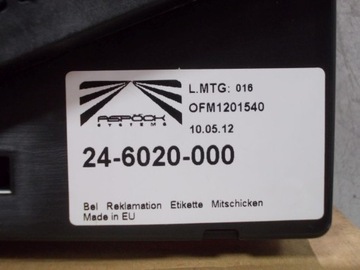 L.MTG: 016
OFM1201540
ASPÖCK
SYSTEMS
10.05.12
24-6020-000
Bei Reklamation Etikette Mitschicken
Made in EU